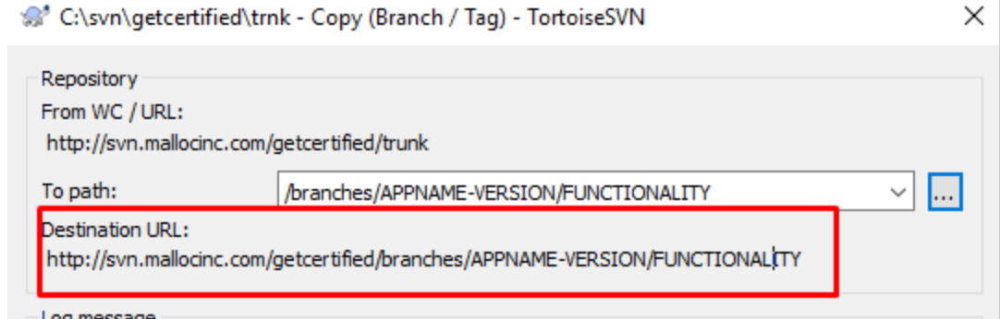 C:\svn\getcertified\trnk - Copy (Branch / Tag) - TortoiseSVN
Repository
From WC / URL:
http://svn.mallocinc.com/getcertified/trunk
To path:
/branches/APPNAME-VERSION/FUNCTIONALITY
...
Destination URL:
http://svn.mallocinc.com/getcertified/branches/APPNAME-VERSION/FUNCTIONALITY
Log message